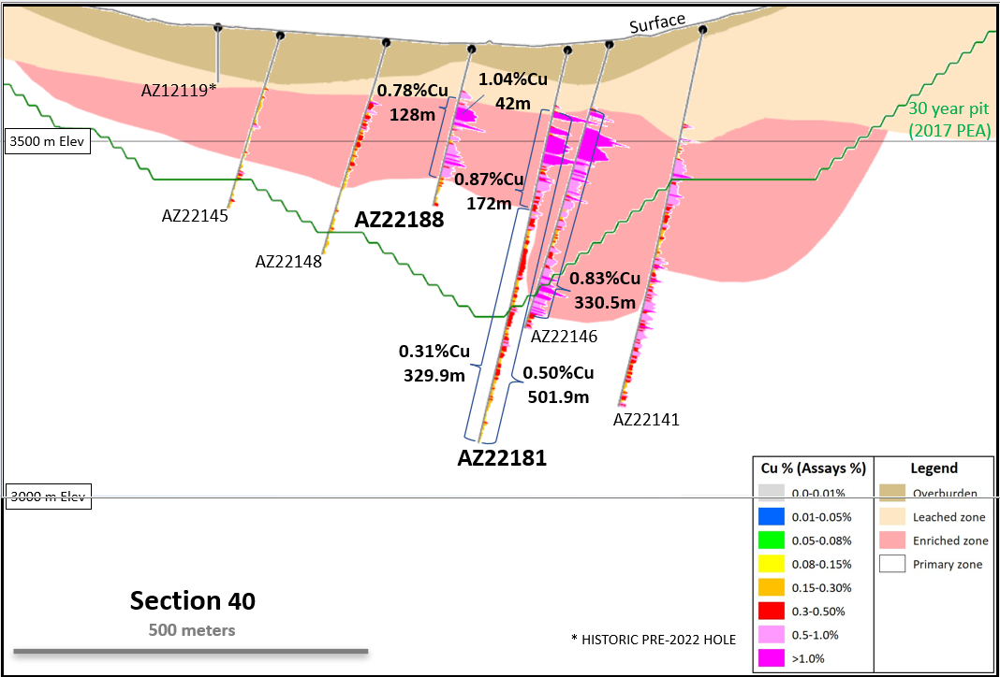 Surface
AZ12119*
0.78%Cu
128m
1.04%Cu
42m
30 year pit
(2017 PEA)
3500 m Elev
0.87%Cu
172m
AZ22145
AZ22188
AZ22148
0.83%Cu
330.5m
AZ22146
0.31%Cu
329.9m
0.50%Cu
501.9m
AZ22141
AZ22181
3000 m Elev
Cu % (Assays %)
0.0-0.01%
0.01-0.05%
0.05-0.08%
0.08-0.15%
0.15-0.30%
0.3-0.50%
0.5-1.0%
>1.0%
Legend
Overburden
Leached zone
Enriched zone
Primary zone
Section 40
500 meters
* HISTORIC PRE-2022 HOLE